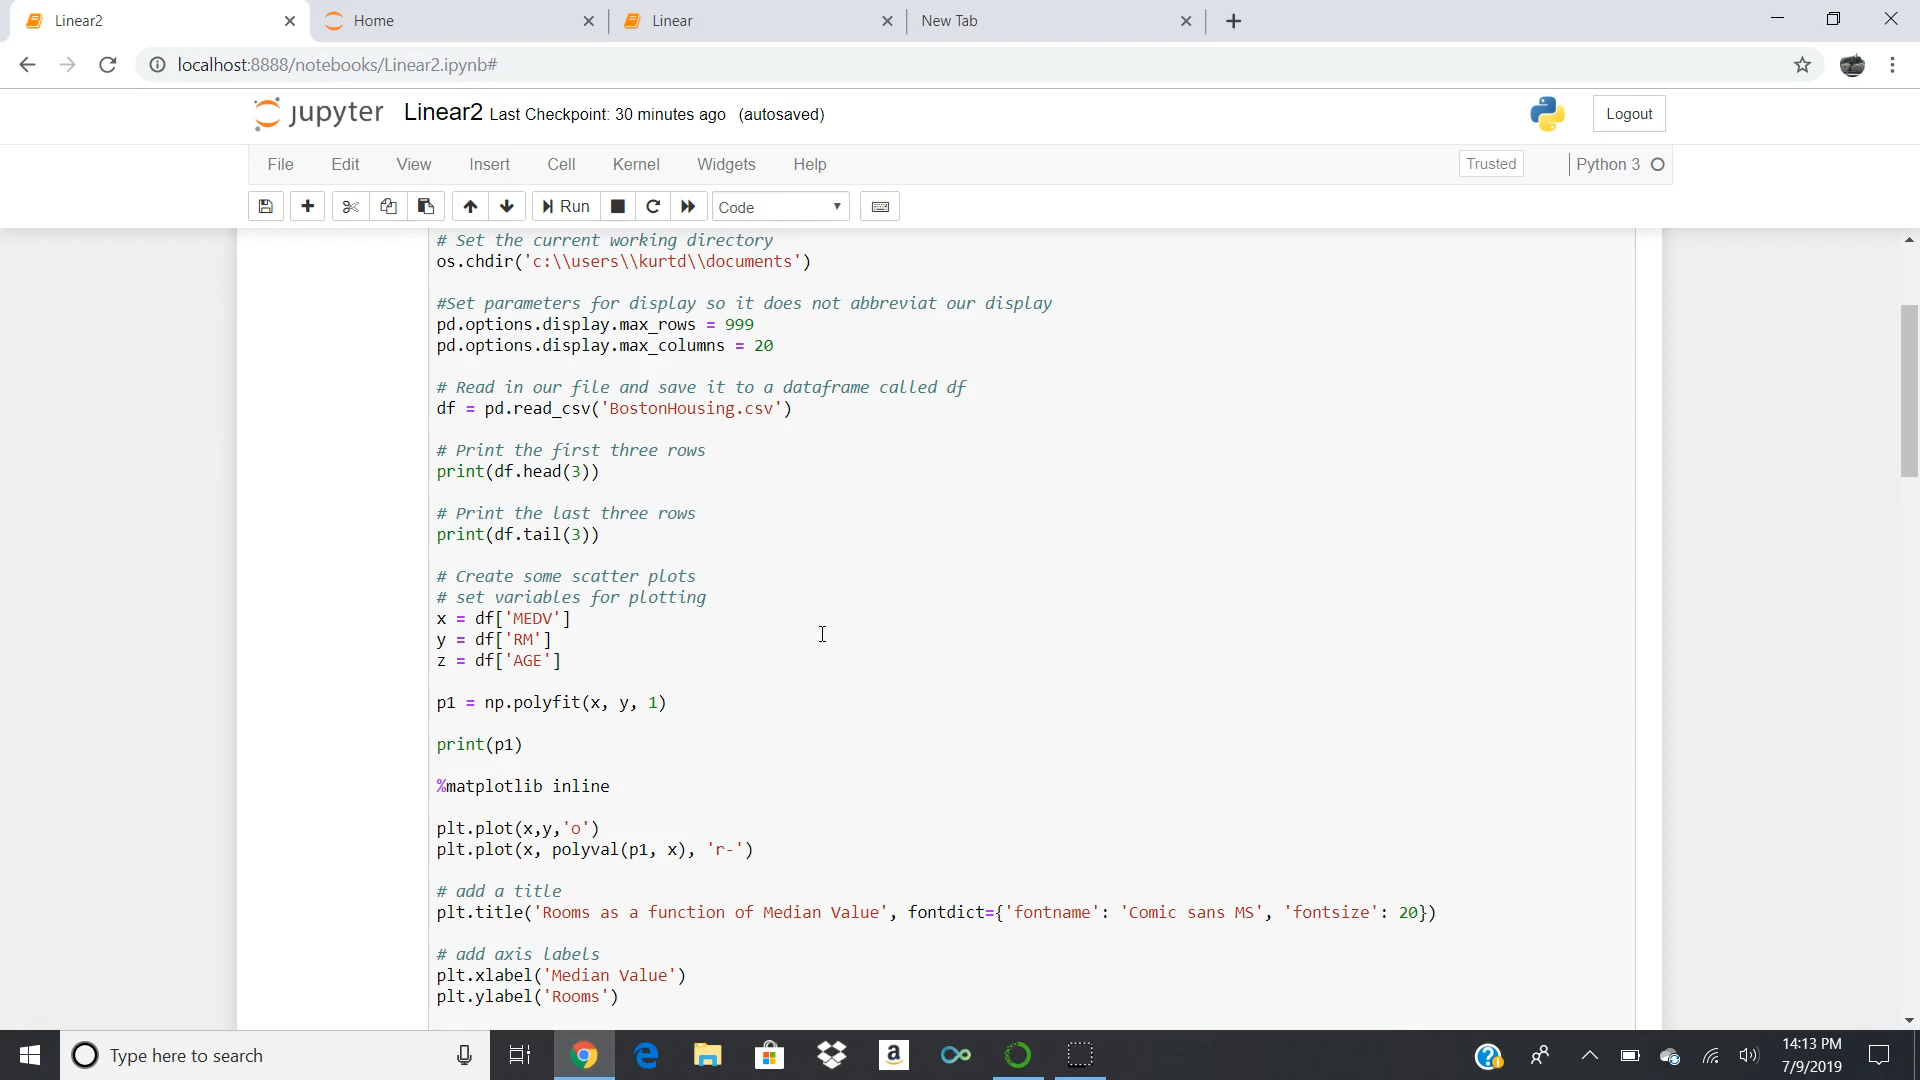 Linear2
Home
Linear
New Tab
localhost:8888/notebooks/Linear2.ipynb#
jupyter Linear2 Last Checkpoint: 30 minutes ago (autosaved)
Logout
File Edit View Insert Cell Kernel Widgets Help
Trusted
Python 3
Run
Code
# Set the current working directory
os.chdir('c:\\users\\kurtd\\documents')
#Set parameters for display so it does not abbreviat our display
pd.options.display.max_rows = 999
pd.options.display.max_columns = 20
# Read in our file and save it to a dataframe called df
df = pd.read_csv('BostonHousing.csv')
# Print the first three rows
print(df.head(3))
# Print the last three rows
print(df.tail(3))
# Create some scatter plots
# set variables for plotting
x = df['MEDV']
y = df['RM']
z = df['AGE']
p1 = np.polyfit(x, y, 1)
print(p1)
%matplotlib inline
plt.plot(x,y,'o')
plt.plot(x, polyval(p1, x), 'r-')
# add a title
plt.title('Rooms as a function of Median Value', fontdict={'fontname': 'Comic sans MS', 'fontsize': 20})
# add axis labels
plt.xlabel('Median Value')
plt.ylabel('Rooms')
Type here to search
14:13 PM
7/9/2019